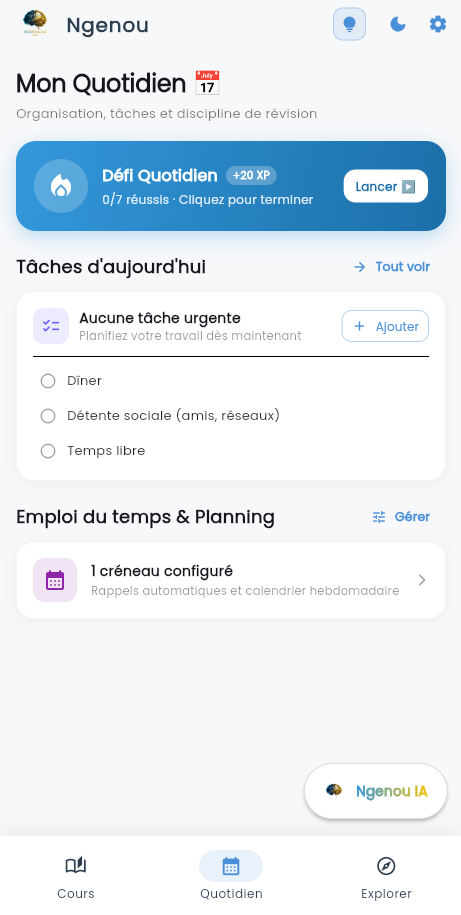 Ngenou
Mon Quotidien
Organisation, tâches et discipline de révision
Défi Quotidien +20 XP
0/7 réussis · Cliquez pour terminer
Lancer
Tâches d'aujourd'hui
Tout voir
Aucune tâche urgente
Planifiez votre travail dès maintenant
Ajouter
Dîner
Détente sociale (amis, réseaux)
Temps libre
Emploi du temps & Planning
Gérer
1 créneau configuré
Rappels automatiques et calendrier hebdomadaire
Ngenou IA
Cours
Quotidien
Explorer